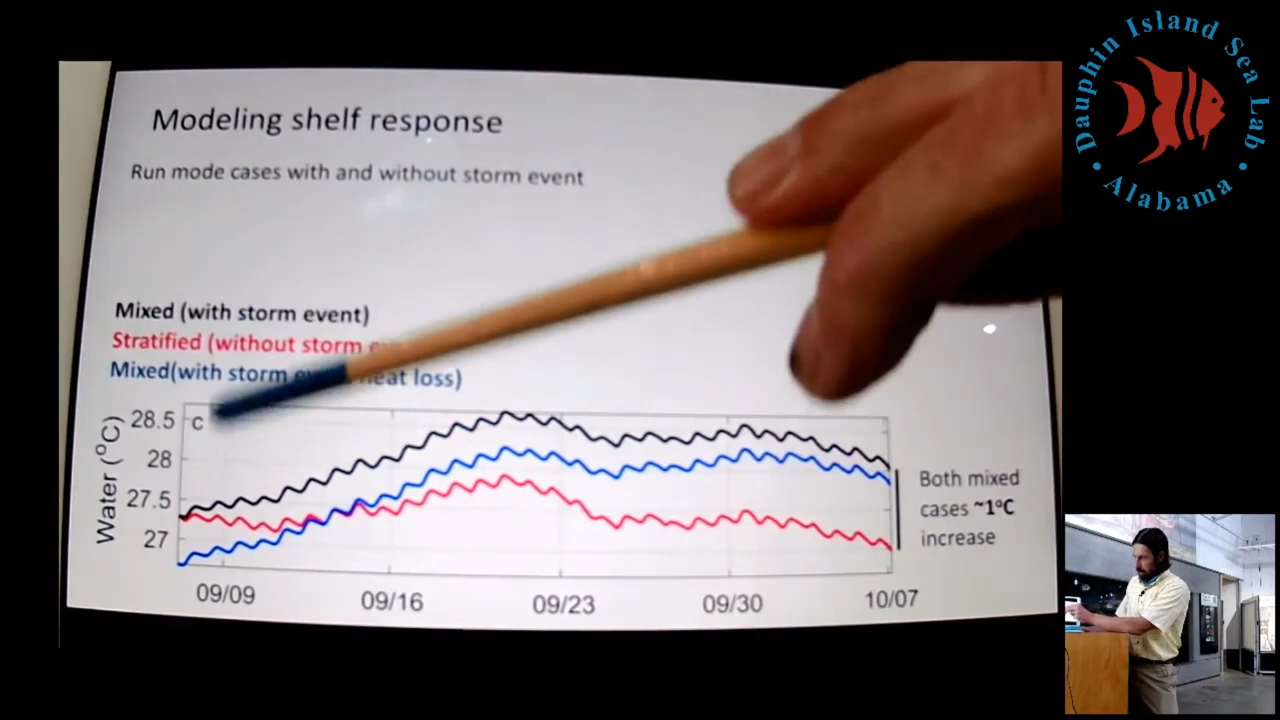 Modeling shelf response
Run mode cases with and without storm event
Mixed (with storm event)
Stratified (without storm
Mixed(with storm heat loss)
Water (°C)
28.5
28
27.5
27
c
09/09
09/16
09/23
09/30
10/07
Both mixed
cases ~1°C
increase
Dauphin Island Sea Lab
• Alabama •